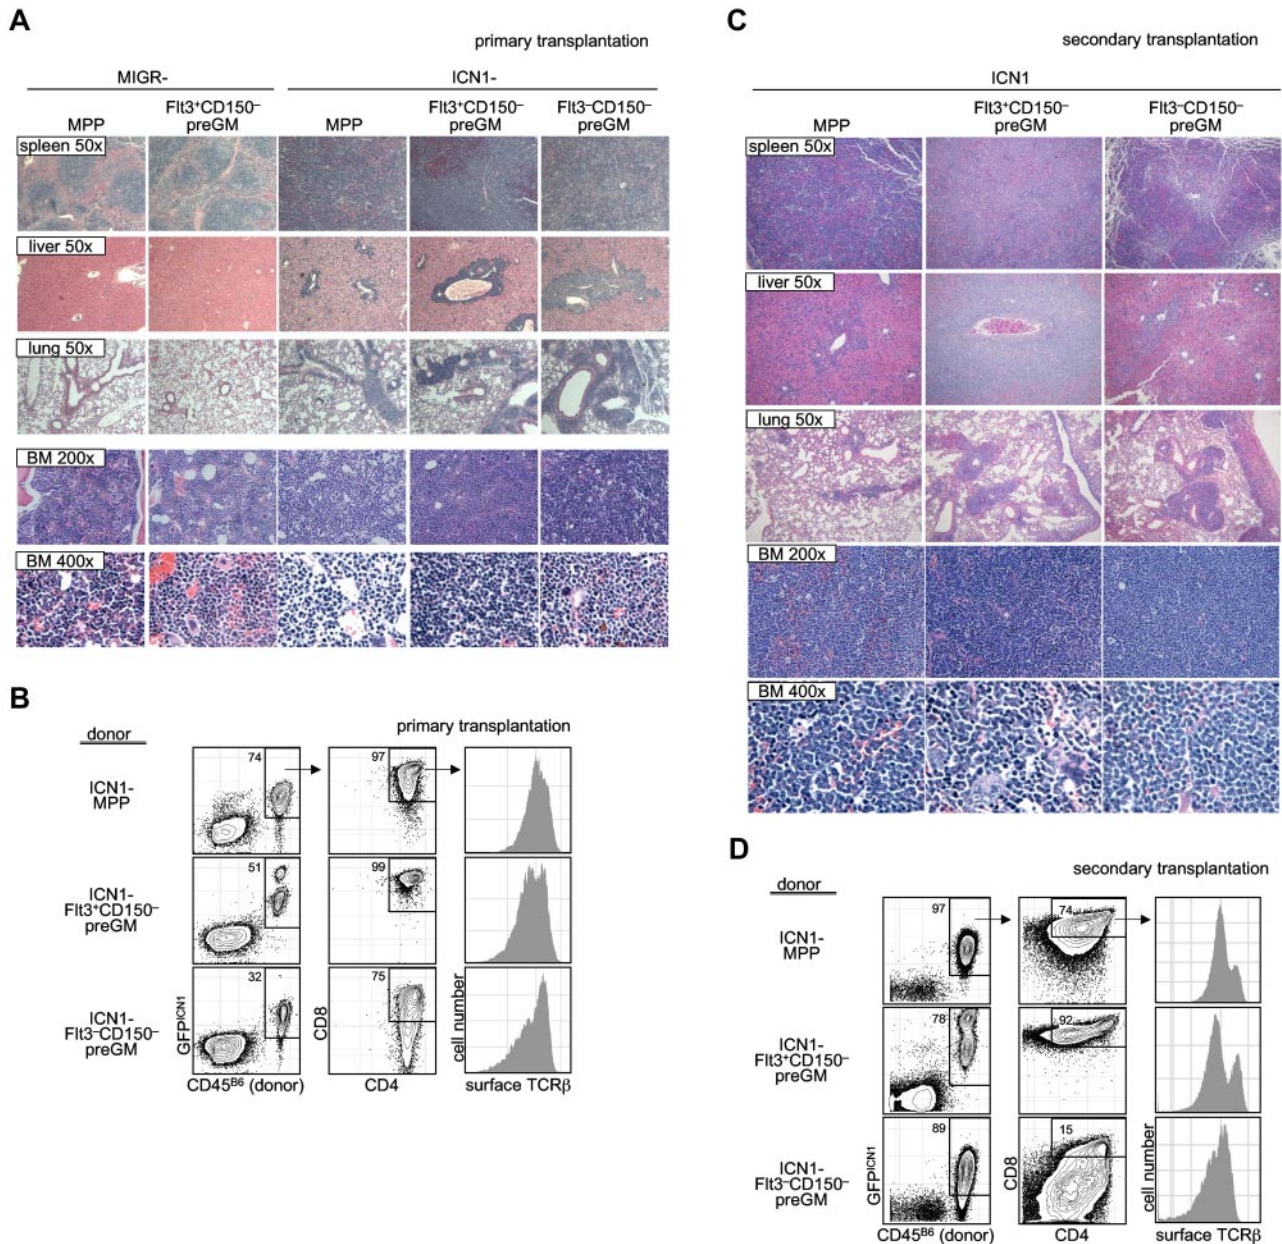 A
primary transplantation
MIGR-
ICN1-
MPP
Flt3⁺CD150⁻
preGM
MPP
Flt3⁺CD150⁻
preGM
Flt3⁻CD150⁻
preGM
spleen 50x
liver 50x
lung 50x
BM 200x
BM 400x
B
primary transplantation
donor
ICN1-
MPP
74
97
ICN1-
Flt3⁺CD150⁻
preGM
51
99
ICN1-
Flt3⁻CD150⁻
preGM
32
75
GFPᴵᶜᴺ¹
CD8
cell number
CD45ᴮ⁶ (donor)
CD4
surface TCRβ
C
secondary transplantation
ICN1
MPP
Flt3⁺CD150⁻
preGM
Flt3⁻CD150⁻
preGM
spleen 50x
liver 50x
lung 50x
BM 200x
BM 400x
D
secondary transplantation
donor
ICN1-
MPP
97
74
ICN1-
Flt3⁺CD150⁻
preGM
78
92
ICN1-
Flt3⁻CD150⁻
preGM
89
15
GFPᴵᶜᴺ¹
CD8
cell number
CD45ᴮ⁶ (donor)
CD4
surface TCRβ